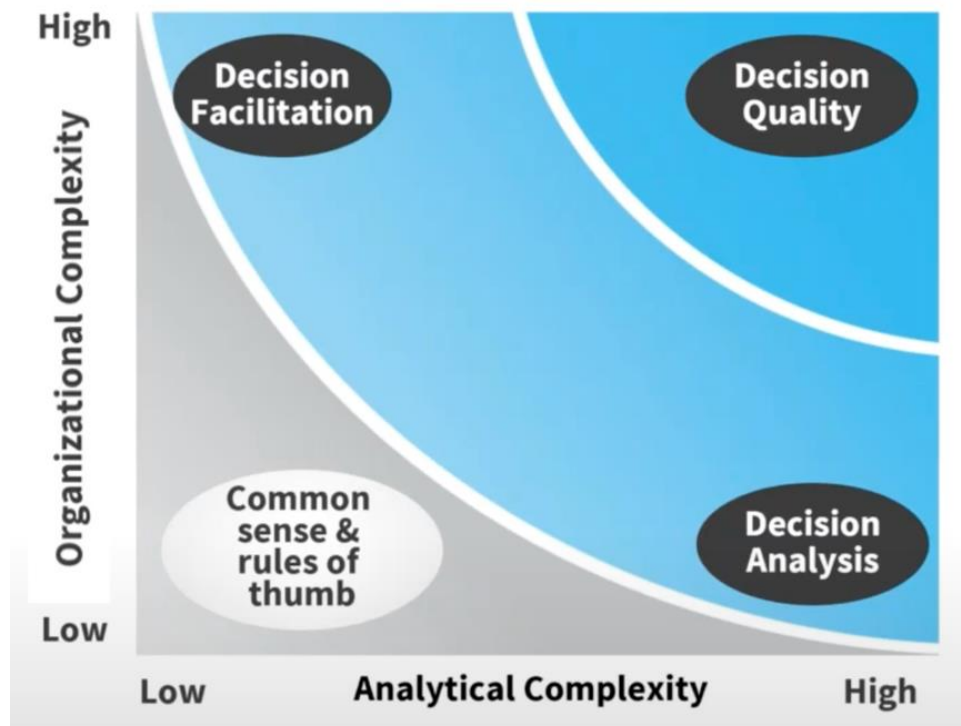 High
Decision
Facilitation
Decision
Quality
Organizational Complexity
Common
sense &
rules of
thumb
Decision
Analysis
Low
Low
Analytical Complexity
High